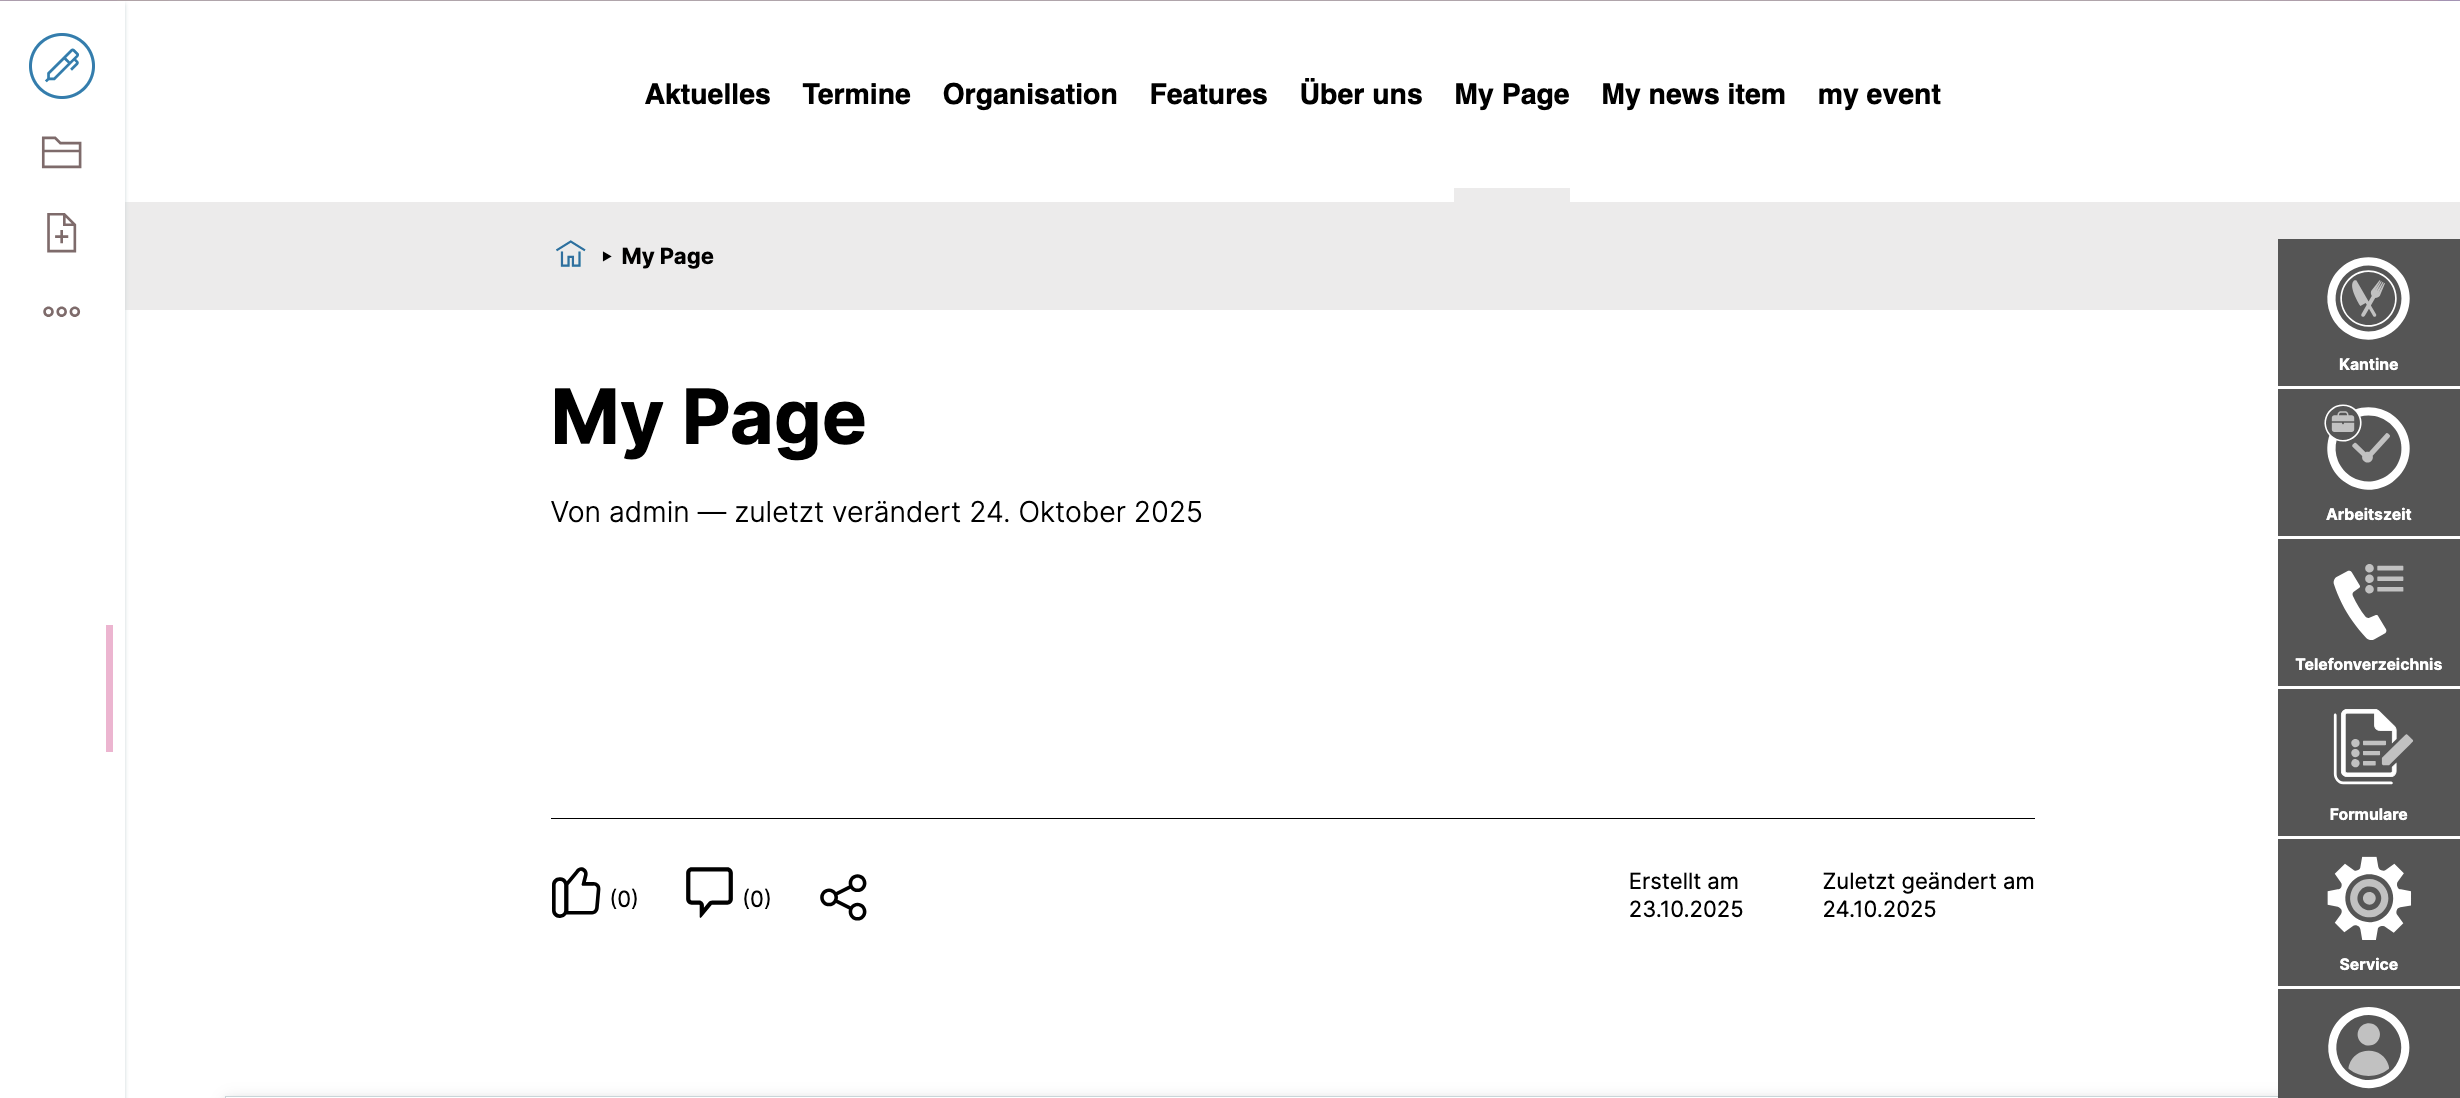 Aktuelles Termine Organisation Features Über uns My Page My news item my event
My Page
My Page
Von admin — zuletzt verändert 24. Oktober 2025
(0) (0)
Erstellt am
23.10.2025
Zuletzt geändert am
24.10.2025
Kantine
Arbeitszeit
Telefonverzeichnis
Formulare
Service